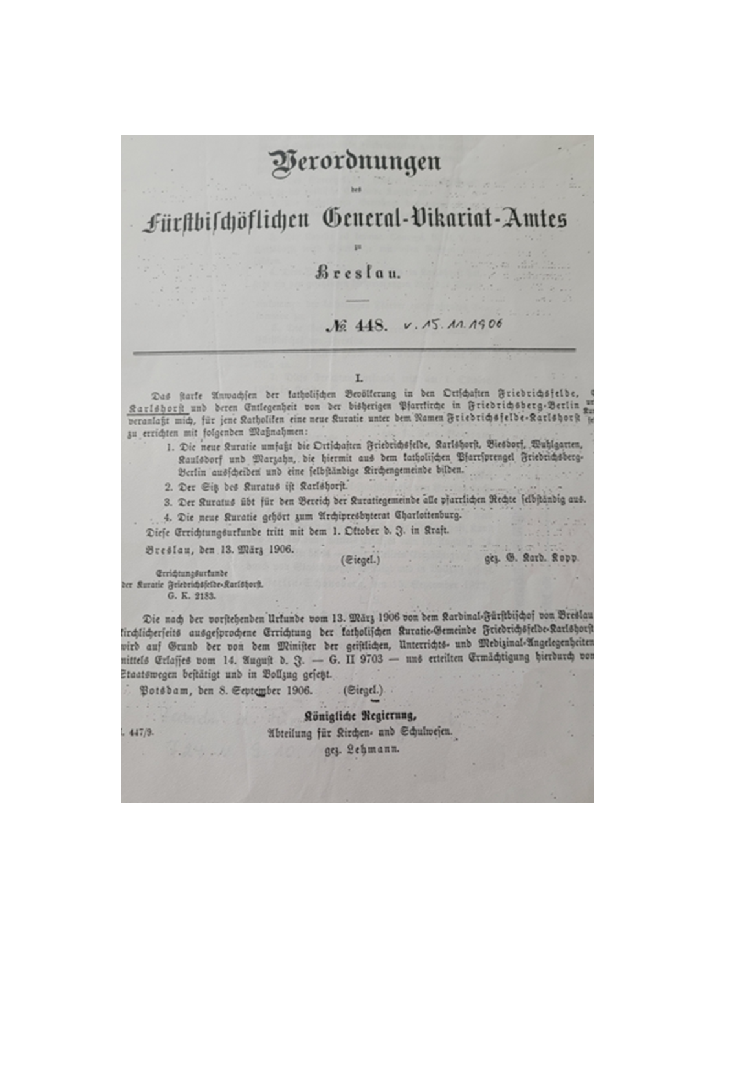 Verordnungen
des
Fürstbischöflichen General-Vikariat-Amtes
zu
Breslau.
№ 448. v. 15.11.1906
I.
Das starke Anwachsen der katholischen Bevölkerung in den Ortschaften Friedrichsfelde,
Karlshorst und deren Entlegenheit von der bisherigen Pfarrkirche in Friedrichsberg-Berlin
veranlaßt mich, für jene Katholiken eine neue Kuratie unter dem Namen Friedrichsfelde-Karlshorst
zu errichten mit folgenden Maßnahmen:
1. Die neue Kuratie umfaßt die Ortschaften Friedrichsfelde, Karlshorst, Biesdorf, Wuhlgarten,
Kaulsdorf und Marzahn, die hiermit aus dem katholischen Pfarrsprengel Friedrichsberg-
Berlin ausscheiden und eine selbständige Kirchengemeinde bilden.
2. Der Sitz des Kuratus ist Karlshorst.
3. Der Kuratus übt für den Bereich der Kuratiegemeinde alle pfarrlichen Rechte selbständig aus.
4. Die neue Kuratie gehört zum Archipresbyterat Charlottenburg.
Diese Errichtungsurkunde tritt mit dem 1. Oktober d. J. in Kraft.
Breslau, den 13. März 1906.
(Siegel.) gez. G. Kard. Kopp.
Errichtungsurkunde
der Kuratie Friedrichsfelde-Karlshorst.
G. K. 2183.
Die nach der vorstehenden Urkunde vom 13. März 1906 von dem Kardinal-Fürstbischof von Breslau
kirchlicherseits ausgesprochene Errichtung der katholischen Kuratie-Gemeinde Friedrichsfelde-Karlshorst
wird auf Grund der von dem Minister der geistlichen, Unterrichts- und Medizinal-Angelegenheiten
mittels Erlasses vom 14. August d. J. — G. II 9703 — uns erteilten Ermächtigung hierdurch von
Staatswegen bestätigt und in Vollzug gesetzt.
Potsdam, den 8. September 1906. (Siegel.)
Königliche Regierung,
Abteilung für Kirchen- und Schulwesen.
447/9.
gez. Lehmann.